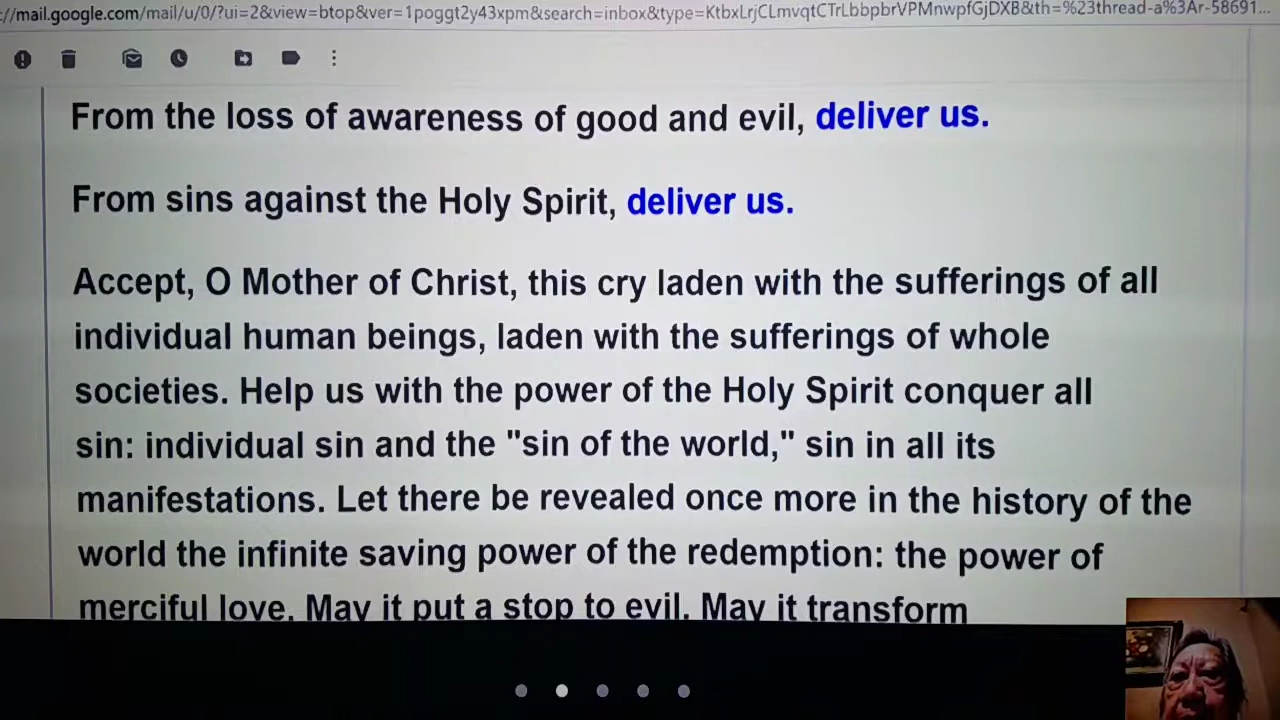 ://mail.google.com/mail/u/0/?ui=2&view=btop&ver=1poggt2y43xpm&search=inbox&type=KtbxLrjCLmvqtCTrLbbpbrVPMnwpfGjDXB&th=%23thread-a%3Ar-58691...
From the loss of awareness of good and evil, deliver us.
From sins against the Holy Spirit, deliver us.
Accept, O Mother of Christ, this cry laden with the sufferings of all
individual human beings, laden with the sufferings of whole
societies. Help us with the power of the Holy Spirit conquer all
sin: individual sin and the "sin of the world," sin in all its
manifestations. Let there be revealed once more in the history of the
world the infinite saving power of the redemption: the power of
merciful love. May it put a stop to evil. May it transform